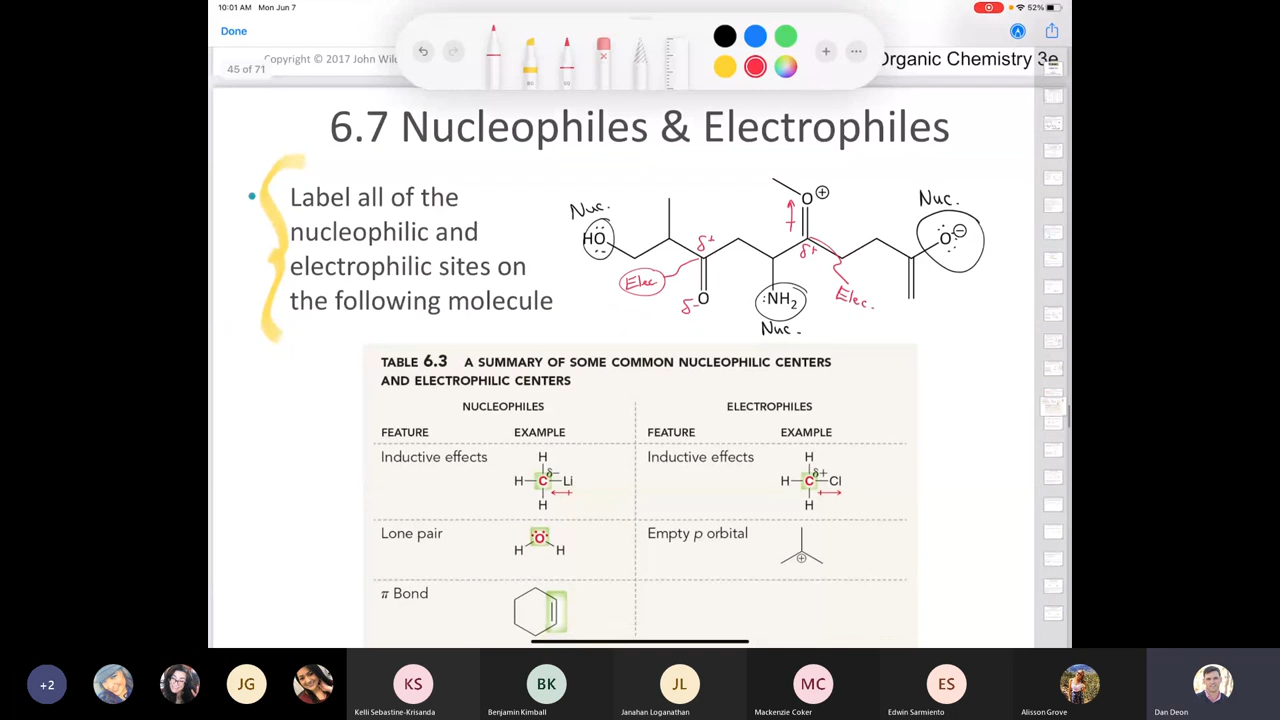 10:01 AM Mon Jun 7
52%
Done
Copyright © 2017 John
Organic Chemistry 3e
45 of 71
6.7 Nucleophiles & Electrophiles
• Label all of the
nucleophilic and
electrophilic sites on
the following molecule
Nuc.
HO
δ+
Elec
δ- O
:NH2
Nuc.
O ⊕
δ+
Elec.
Nuc.
O ⊖
TABLE 6.3 A SUMMARY OF SOME COMMON NUCLEOPHILIC CENTERS
AND ELECTROPHILIC CENTERS
NUCLEOPHILES ELECTROPHILES
FEATURE EXAMPLE FEATURE EXAMPLE
Inductive effects Inductive effects
H H
δ- δ+
H C Li H C Cl
H H
Lone pair Empty p orbital
O
H H
⊕
π Bond
+2
JG
KS
BK
JL
MC
ES
Kelli Sebastine-Krisanda
Benjamin Kimball
Janahan Loganathan
Mackenzie Coker
Edwin Sarmiento
Alisson Grove
Dan Deon